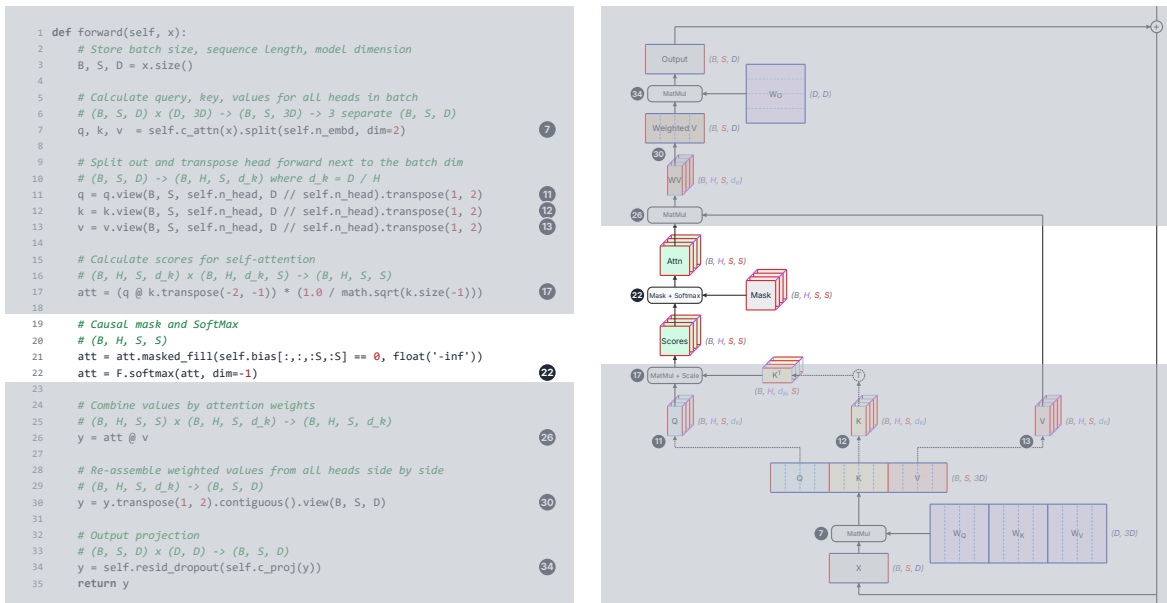 1 def forward(self, x):
2 # Store batch size, sequence length, model dimension
3 B, S, D = x.size()
4
5 # Calculate query, key, values for all heads in batch
6 # (B, S, D) x (D, 3D) -> (B, S, 3D) -> 3 separate (B, S, D)
7 q, k, v  = self.c_attn(x).split(self.n_embd, dim=2) 7
8
9 # Split out and transpose head forward next to the batch dim
10 # (B, S, D) -> (B, H, S, d_k) where d_k = D / H
11 q = q.view(B, S, self.n_head, D // self.n_head).transpose(1, 2) 11
12 k = k.view(B, S, self.n_head, D // self.n_head).transpose(1, 2) 12
13 v = v.view(B, S, self.n_head, D // self.n_head).transpose(1, 2) 13
14
15 # Calculate scores for self-attention
16 # (B, H, S, d_k) x (B, H, d_k, S) -> (B, H, S, S)
17 att = (q @ k.transpose(-2, -1)) * (1.0 / math.sqrt(k.size(-1))) 17
18
19 # Causal mask and SoftMax
20 # (B, H, S, S)
21 att = att.masked_fill(self.bias[:,:,:S,:S] == 0, float('-inf'))
22 att = F.softmax(att, dim=-1) 22
23
24 # Combine values by attention weights
25 # (B, H, S, S) x (B, H, S, d_k) -> (B, H, S, d_k)
26 y = att @ v 26
27
28 # Re-assemble weighted values from all heads side by side
29 # (B, H, S, d_k) -> (B, S, D)
30 y = y.transpose(1, 2).contiguous().view(B, S, D) 30
31
32 # Output projection
33 # (B, S, D) x (D, D) -> (B, S, D)
34 y = self.resid_dropout(self.c_proj(y)) 34
35 return y
+
Output (B, S, D)
34 MatMul W_O (D, D)
Weighted V (B, S, D)
30
WV (B, H, S, d_k)
26 MatMul
Attn (B, H, S, S)
22 Mask + Softmax Mask (B, H, S, S)
Scores (B, H, S, S)
17 MatMul + Scale K^T T
(B, H, d_k, S)
Q (B, H, S, d_k) K (B, H, S, d_k) V (B, H, S, d_k)
11 12 13
Q K V (B, S, 3D)
7 MatMul W_Q W_K W_V (D, 3D)
X (B, S, D)